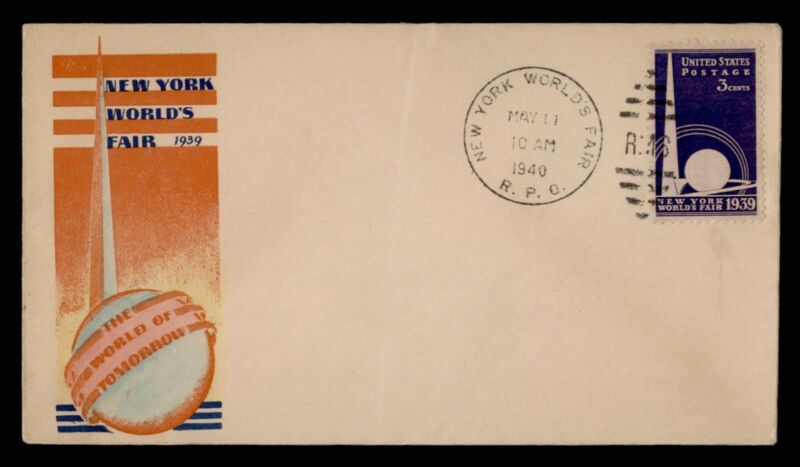 NEW YORK
WORLD'S
FAIR 1939
THE
WORLD OF
TOMORROW
NEW YORK WORLD'S FAIR
MAY 11
10 AM
1940
R. P. O.
UNITED STATES
POSTAGE
3 CENTS
NEW YORK
WORLD'S FAIR 1939